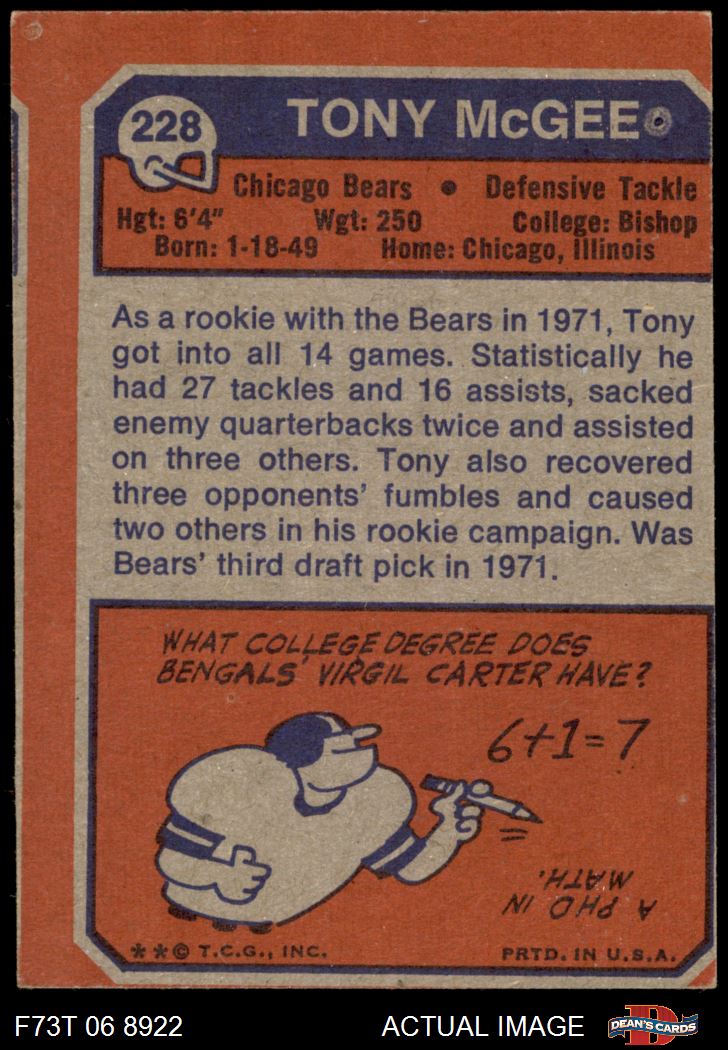 228
TONY McGEE
Chicago Bears • Defensive Tackle
Hgt: 6'4" Wgt: 250 College: Bishop
Born: 1-18-49 Home: Chicago, Illinois
As a rookie with the Bears in 1971, Tony
got into all 14 games. Statistically he
had 27 tackles and 16 assists, sacked
enemy quarterbacks twice and assisted
on three others. Tony also recovered
three opponents' fumbles and caused
two others in his rookie campaign. Was
Bears' third draft pick in 1971.
WHAT COLLEGE DEGREE DOES
BENGALS' VIRGIL CARTER HAVE?
6+1=7
A PHD IN
MATH.
**© T.C.G., INC. PRTD. IN U.S.A.
F73T 06 8922 ACTUAL IMAGE DEAN'S CARDS